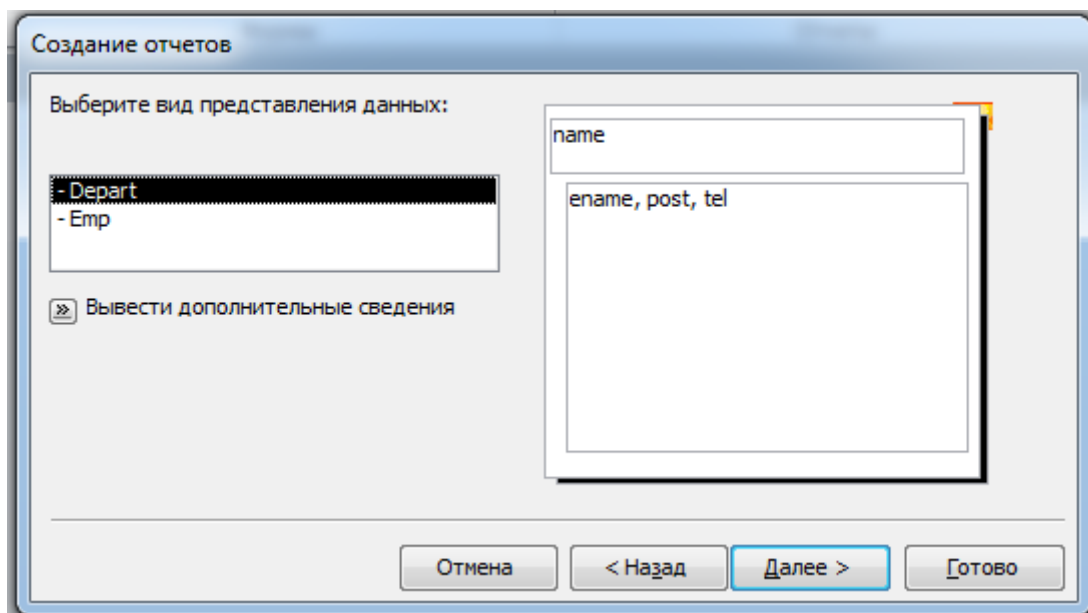 Создание отчетов
Выберите вид представления данных:
- Depart
- Emp
» Вывести дополнительные сведения
name
ename, post, tel
Отмена
< Назад
Далее >
Готово